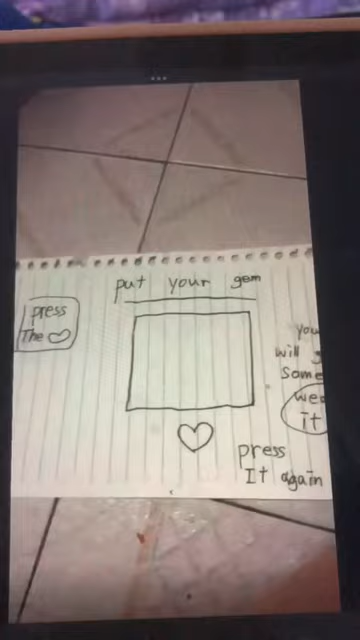 put your gem
press
The ♡
you
will
some
it
press
It again